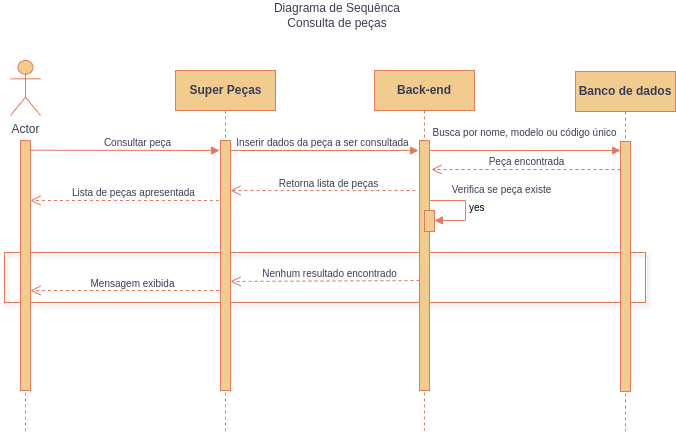 Diagrama de Sequênca
Consulta de peças
Super Peças
Back-end
Banco de dados
Actor
Consultar peça
Inserir dados da peça a ser consultada
Busca por nome, modelo ou código único
Peça encontrada
Retorna lista de peças
Verifica se peça existe
Lista de peças apresentada
yes
Nenhum resultado encontrado
Mensagem exibida